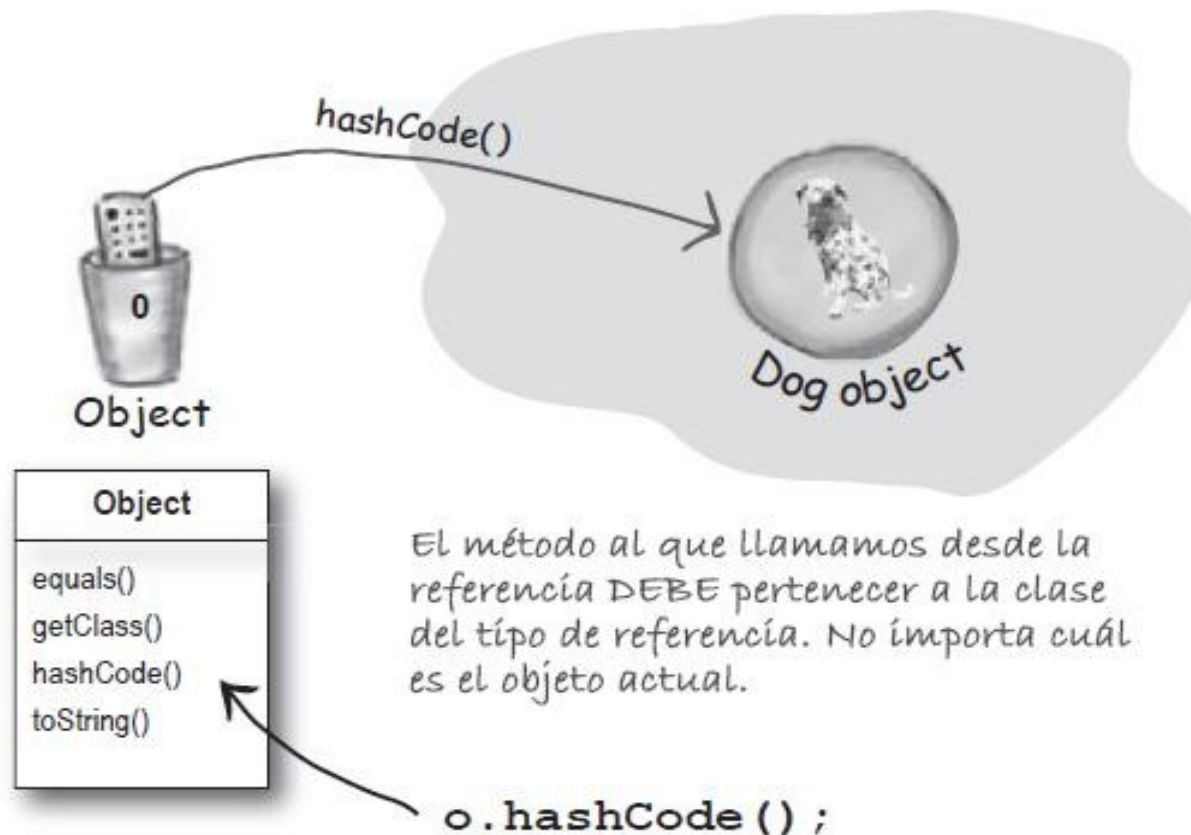 hashCode()
0
Object
Dog object
Object
equals()
getClass()
hashCode()
toString()
El método al que llamamos desde la
referencia DEBE pertenecer a la clase
del tipo de referencia. No importa cuál
es el objeto actual.
o.hashCode();